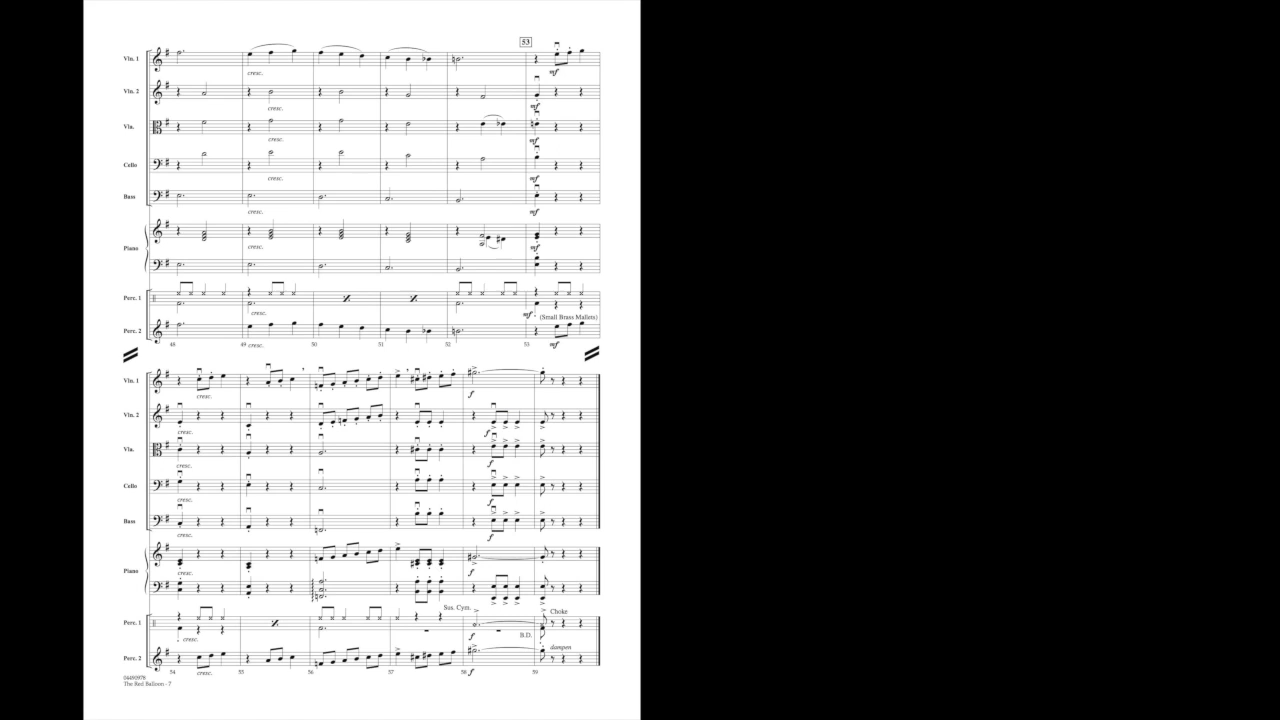 53
Vln. 1
cresc. mf
Vln. 2
cresc. mf
Vla.
cresc. mf
Cello
cresc. mf
Bass
cresc. mf
Piano
cresc. mf
Perc. 1
cresc. mf (Small Brass Mallets)
Perc. 2
48 49 cresc. 50 51 52 53 mf
Vln. 1
cresc. f
Vln. 2
cresc. f
Vla.
cresc. f
Cello
cresc. f
Bass
cresc. f
Piano
cresc. f
Sus. Cym. Choke
Perc. 1
cresc. f B.D.
dampen
Perc. 2
54 cresc. 55 56 57 58 f 59
04490978
The Red Balloon - 7